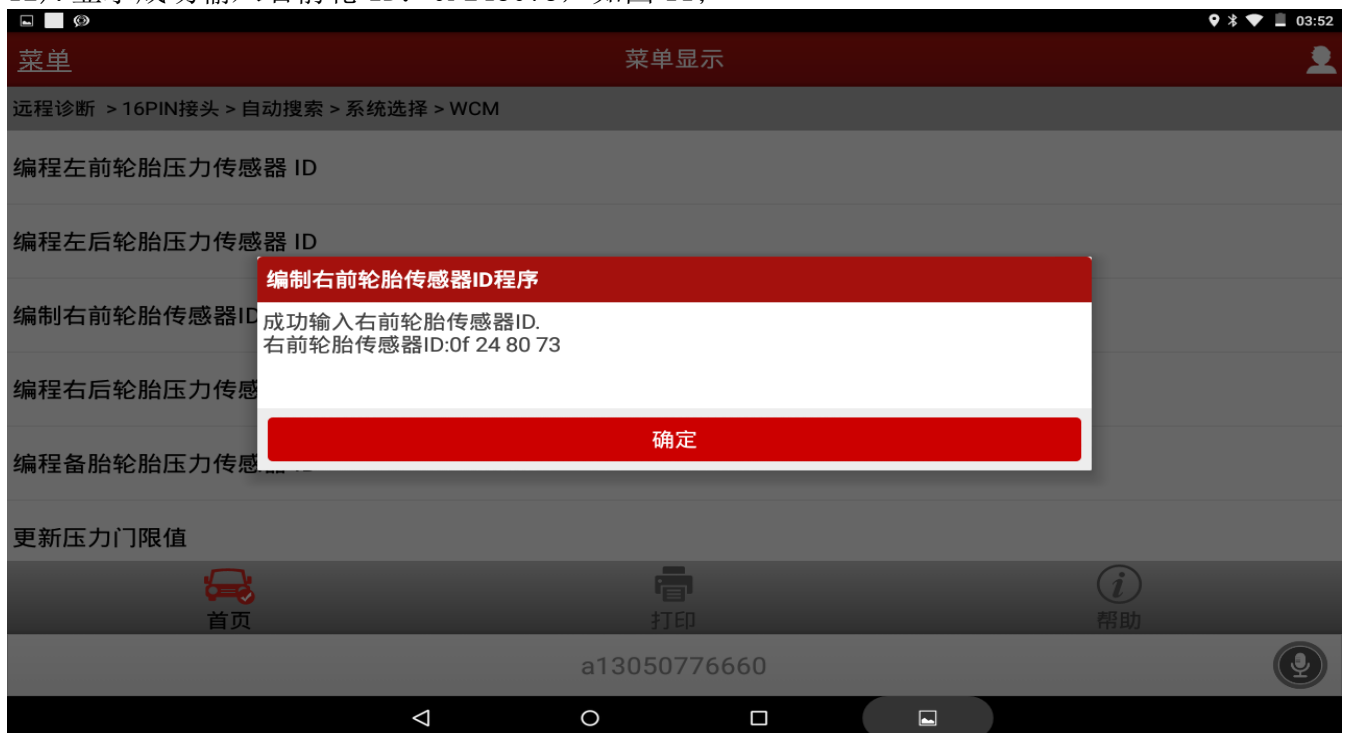 03:52
菜单
菜单显示
远程诊断 >16PIN接头 > 自动搜索 > 系统选择 > WCM
编程左前轮胎压力传感器 ID
编程左后轮胎压力传感器 ID
编制右前轮胎传感器ID
编程右后轮胎压力传感
编程备胎轮胎压力传感
更新压力门限值
编制右前轮胎传感器ID程序
成功输入右前轮胎传感器ID.
右前轮胎传感器ID:0f 24 80 73
确定
首页
打印
帮助
a13050776660